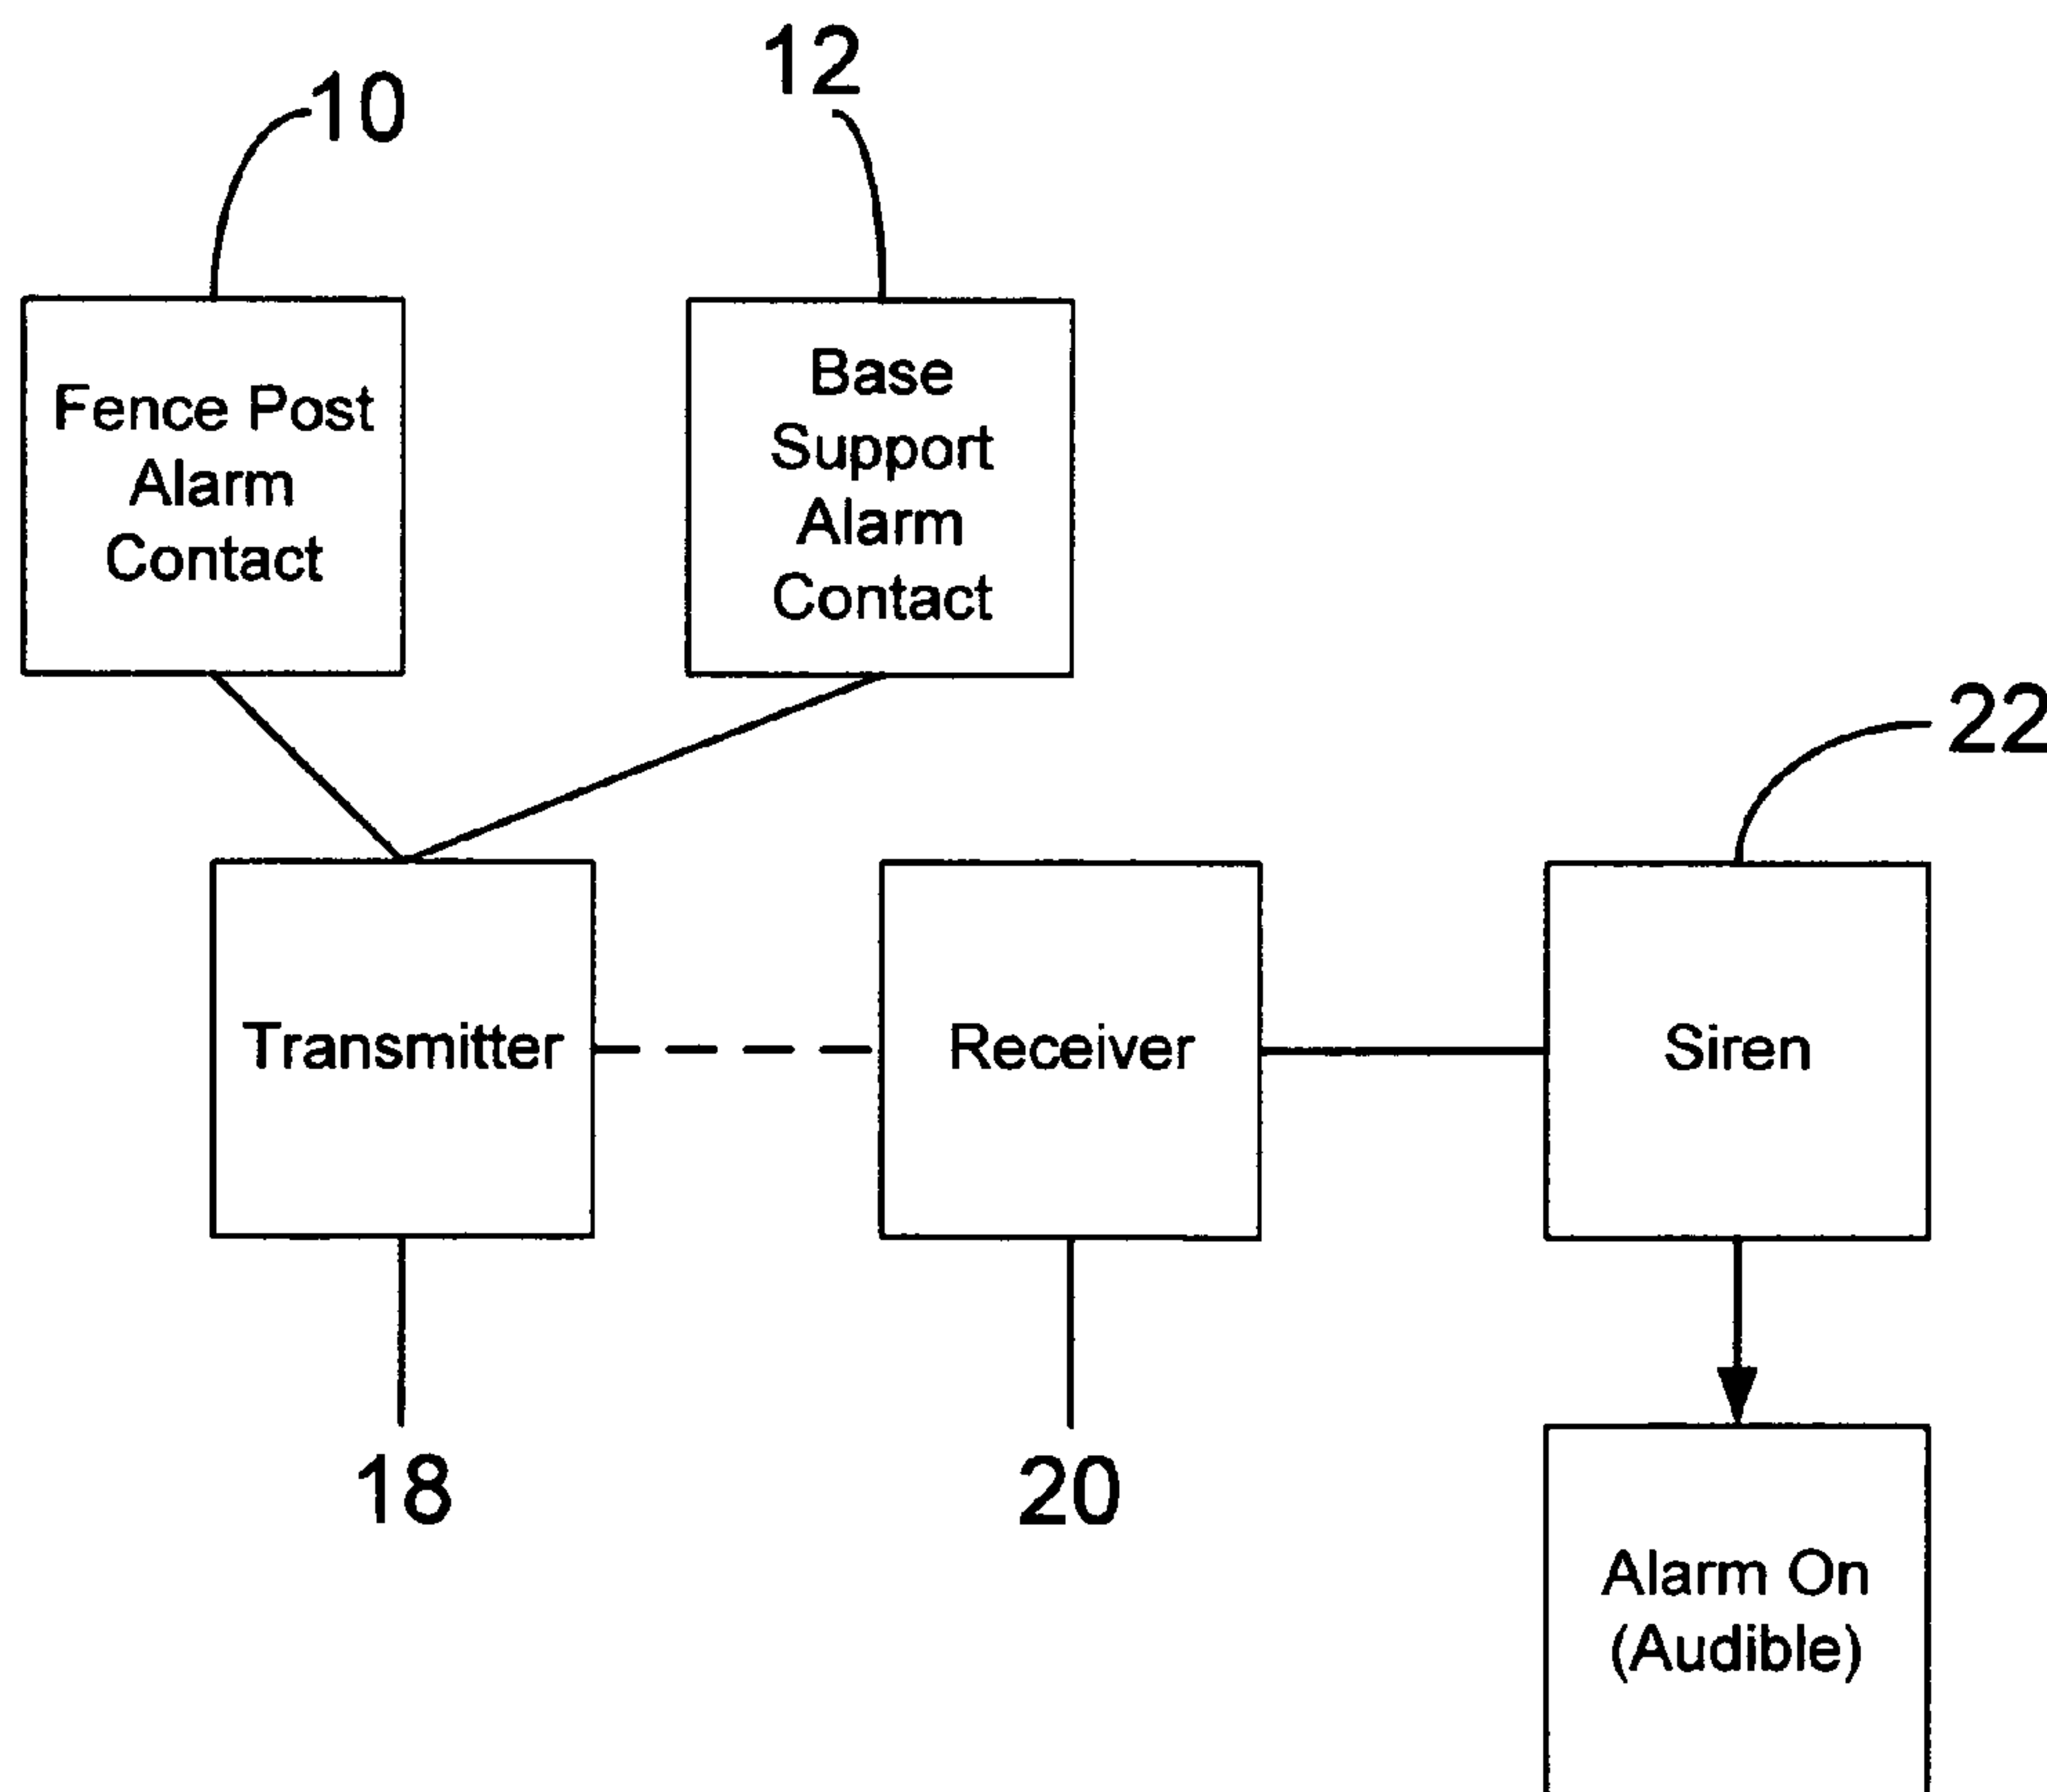 10
12
Fence Post
Alarm
Contact
Base
Support
Alarm
Contact
22
Transmitter
Receiver
Siren
18
20
Alarm On
(Audible)